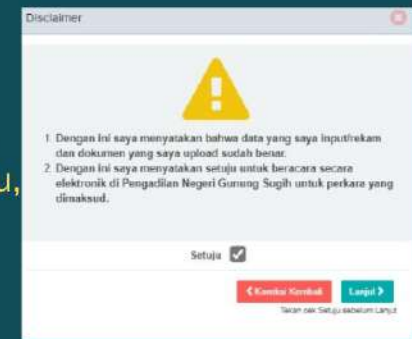 Disclaimer
1. Dengan ini saya menyatakan bahwa data yang saya input/rekam
dan dokumen yang saya upload sudah benar.
2. Dengan ini saya menyatakan setuju untuk beracara secara
elektronik di Pengadilan Negeri Gunung Sugih untuk perkara yang
dimaksud.
u,
Setuju
Koreksi Kembali Lanjut
Tekan cek Setuju sebelum Lanjut